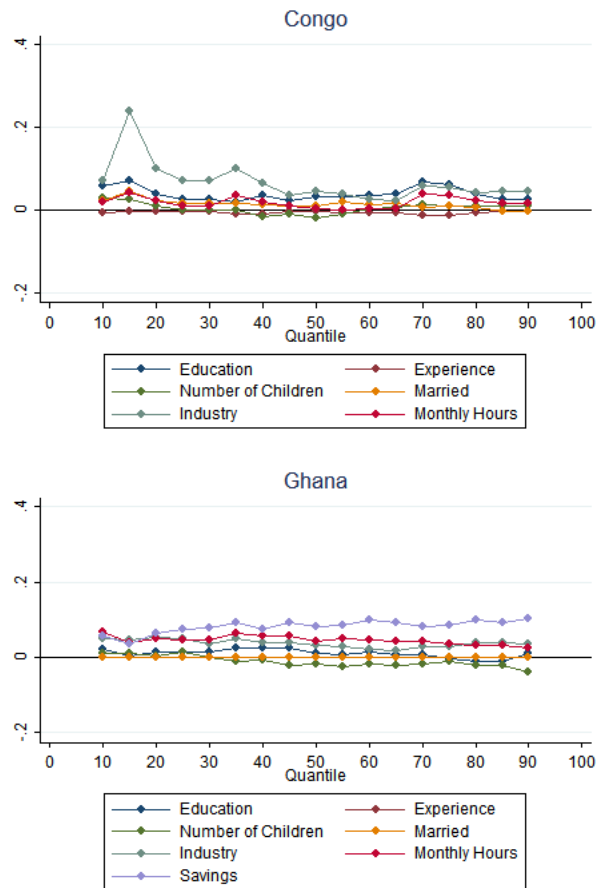 Congo
.4
.2
0
-.2
0 10 20 30 40 50 60 70 80 90 100
Quantile
Education Experience
Number of Children Married
Industry Monthly Hours
Ghana
.4
.2
0
-.2
0 10 20 30 40 50 60 70 80 90 100
Quantile
Education Experience
Number of Children Married
Industry Monthly Hours
Savings